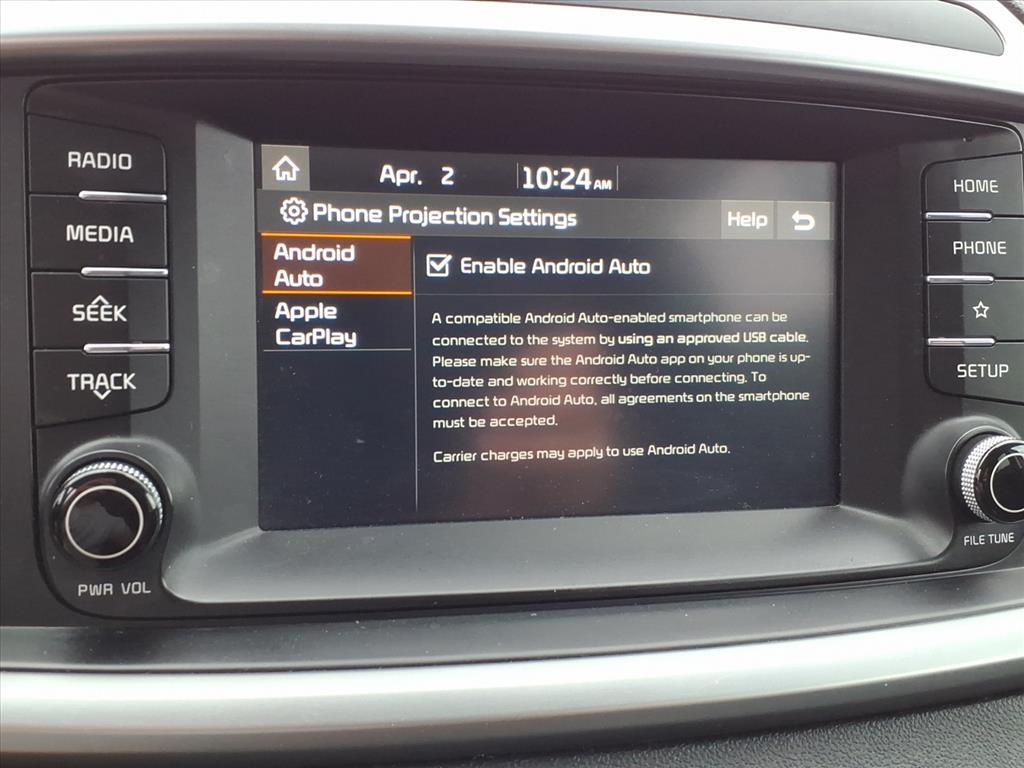 RADIO
MEDIA
SEEK
TRACK
PWR VOL
Apr. 2 10:24 AM
Phone Projection Settings Help
Android
Auto
Apple
CarPlay
Enable Android Auto
A compatible Android Auto-enabled smartphone can be
connected to the system by using an approved USB cable.
Please make sure the Android Auto app on your phone is up-
to-date and working correctly before connecting. To
connect to Android Auto, all agreements on the smartphone
must be accepted.
Carrier charges may apply to use Android Auto.
HOME
PHONE
SETUP
FILE TUNE